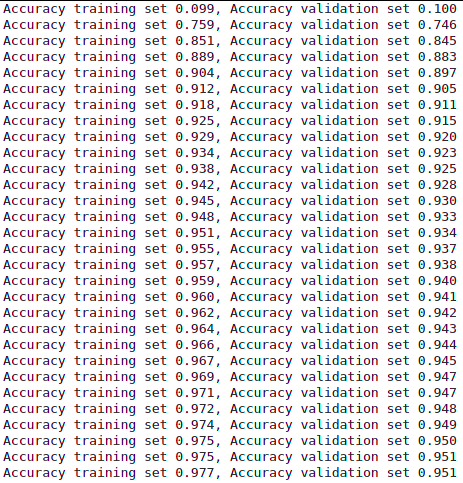 Accuracy training set 0.099, Accuracy validation set 0.100
Accuracy training set 0.759, Accuracy validation set 0.746
Accuracy training set 0.851, Accuracy validation set 0.845
Accuracy training set 0.889, Accuracy validation set 0.883
Accuracy training set 0.904, Accuracy validation set 0.897
Accuracy training set 0.912, Accuracy validation set 0.905
Accuracy training set 0.918, Accuracy validation set 0.911
Accuracy training set 0.925, Accuracy validation set 0.915
Accuracy training set 0.929, Accuracy validation set 0.920
Accuracy training set 0.934, Accuracy validation set 0.923
Accuracy training set 0.938, Accuracy validation set 0.925
Accuracy training set 0.942, Accuracy validation set 0.928
Accuracy training set 0.945, Accuracy validation set 0.930
Accuracy training set 0.948, Accuracy validation set 0.933
Accuracy training set 0.951, Accuracy validation set 0.934
Accuracy training set 0.955, Accuracy validation set 0.937
Accuracy training set 0.957, Accuracy validation set 0.938
Accuracy training set 0.959, Accuracy validation set 0.940
Accuracy training set 0.960, Accuracy validation set 0.941
Accuracy training set 0.962, Accuracy validation set 0.942
Accuracy training set 0.964, Accuracy validation set 0.943
Accuracy training set 0.966, Accuracy validation set 0.944
Accuracy training set 0.967, Accuracy validation set 0.945
Accuracy training set 0.969, Accuracy validation set 0.947
Accuracy training set 0.971, Accuracy validation set 0.947
Accuracy training set 0.972, Accuracy validation set 0.948
Accuracy training set 0.974, Accuracy validation set 0.949
Accuracy training set 0.975, Accuracy validation set 0.950
Accuracy training set 0.975, Accuracy validation set 0.951
Accuracy training set 0.977, Accuracy validation set 0.951